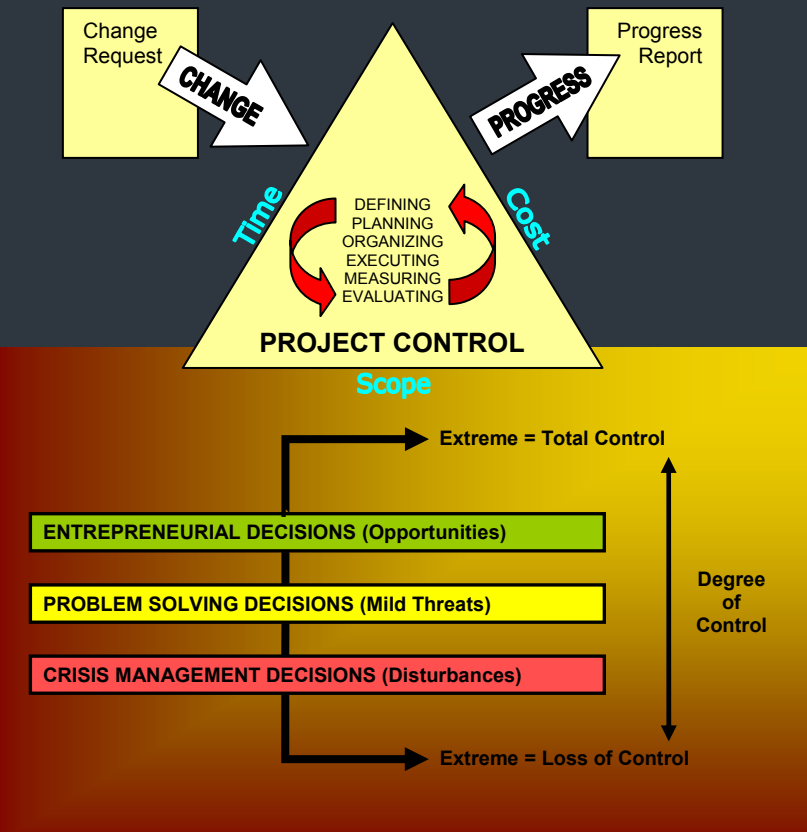 Change
Request
CHANGE
Progress
Report
PROGRESS
Time
Cost
DEFINING
PLANNING
ORGANIZING
EXECUTING
MEASURING
EVALUATING
PROJECT CONTROL
Scope
Extreme = Total Control
ENTREPRENEURIAL DECISIONS (Opportunities)
PROBLEM SOLVING DECISIONS (Mild Threats)
CRISIS MANAGEMENT DECISIONS (Disturbances)
Degree
of
Control
Extreme = Loss of Control